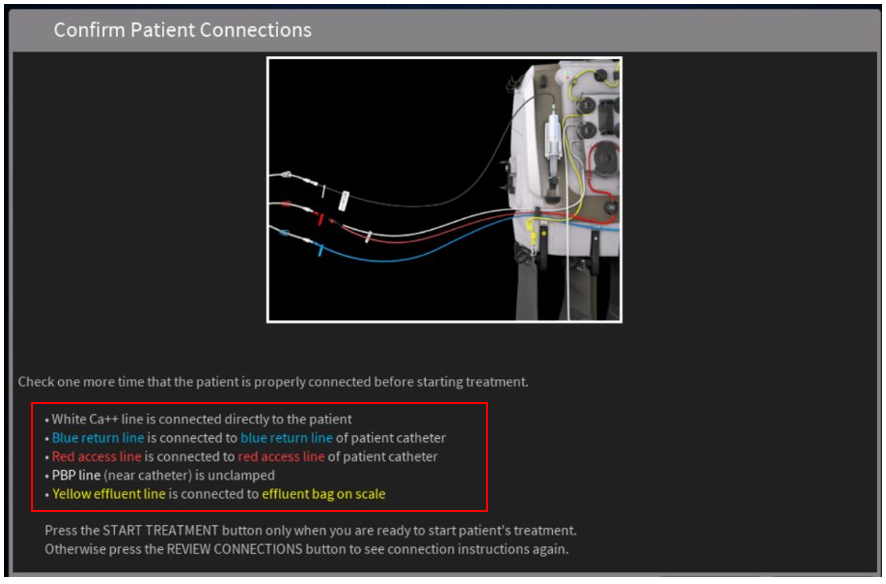 Confirm Patient Connections
Check one more time that the patient is properly connected before starting treatment.
• White Ca++ line is connected directly to the patient
• Blue return line is connected to blue return line of patient catheter
• Red access line is connected to red access line of patient catheter
• PBP line (near catheter) is unclamped
• Yellow effluent line is connected to effluent bag on scale
Press the START TREATMENT button only when you are ready to start patient's treatment.
Otherwise press the REVIEW CONNECTIONS button to see connection instructions again.